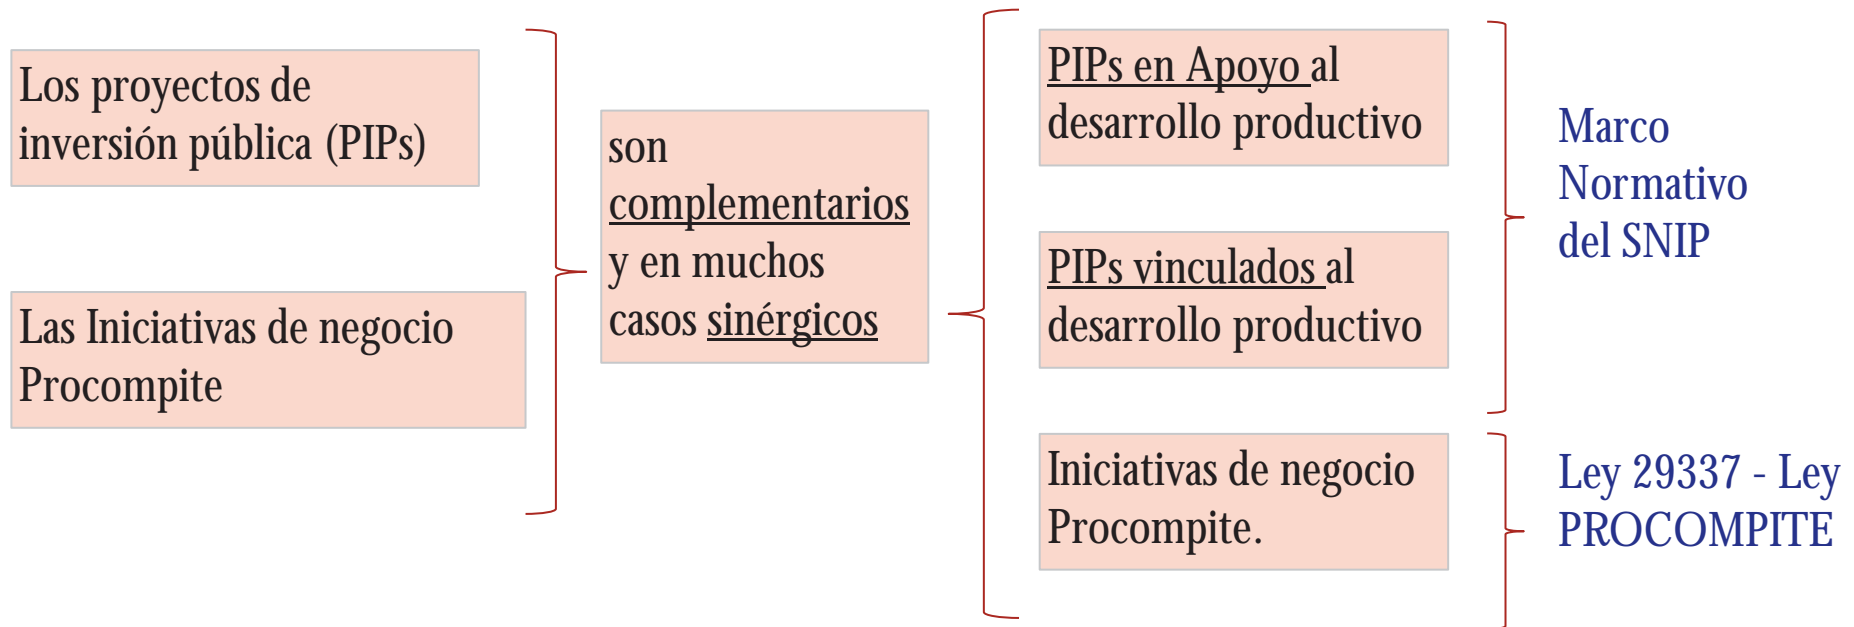 Los proyectos de
inversión pública (PIPs)
Las Iniciativas de negocio
Procompite
son
complementarios
y en muchos
casos sinérgicos
PIPs en Apoyo al
desarrollo productivo
PIPs vinculados al
desarrollo productivo
Iniciativas de negocio
Procompite.
Marco
Normativo
del SNIP
Ley 29337 - Ley
PROCOMPITE